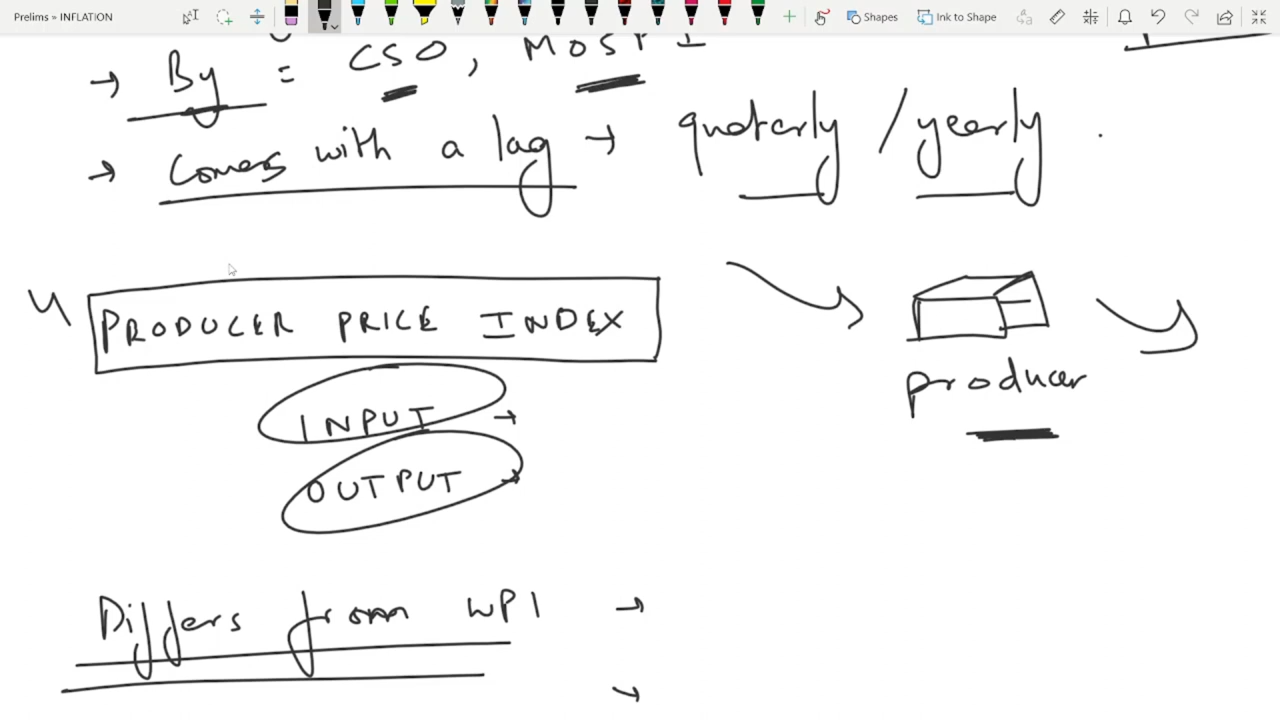 Prelims » INFLATION
Shapes
Ink to Shape
→ By = CSO, MOSPI
→ Comes with a lag → quaterly / yearly .
4 PRODUCER PRICE INDEX
producer
INPUT →
OUTPUT →
Differs from WPI →
→